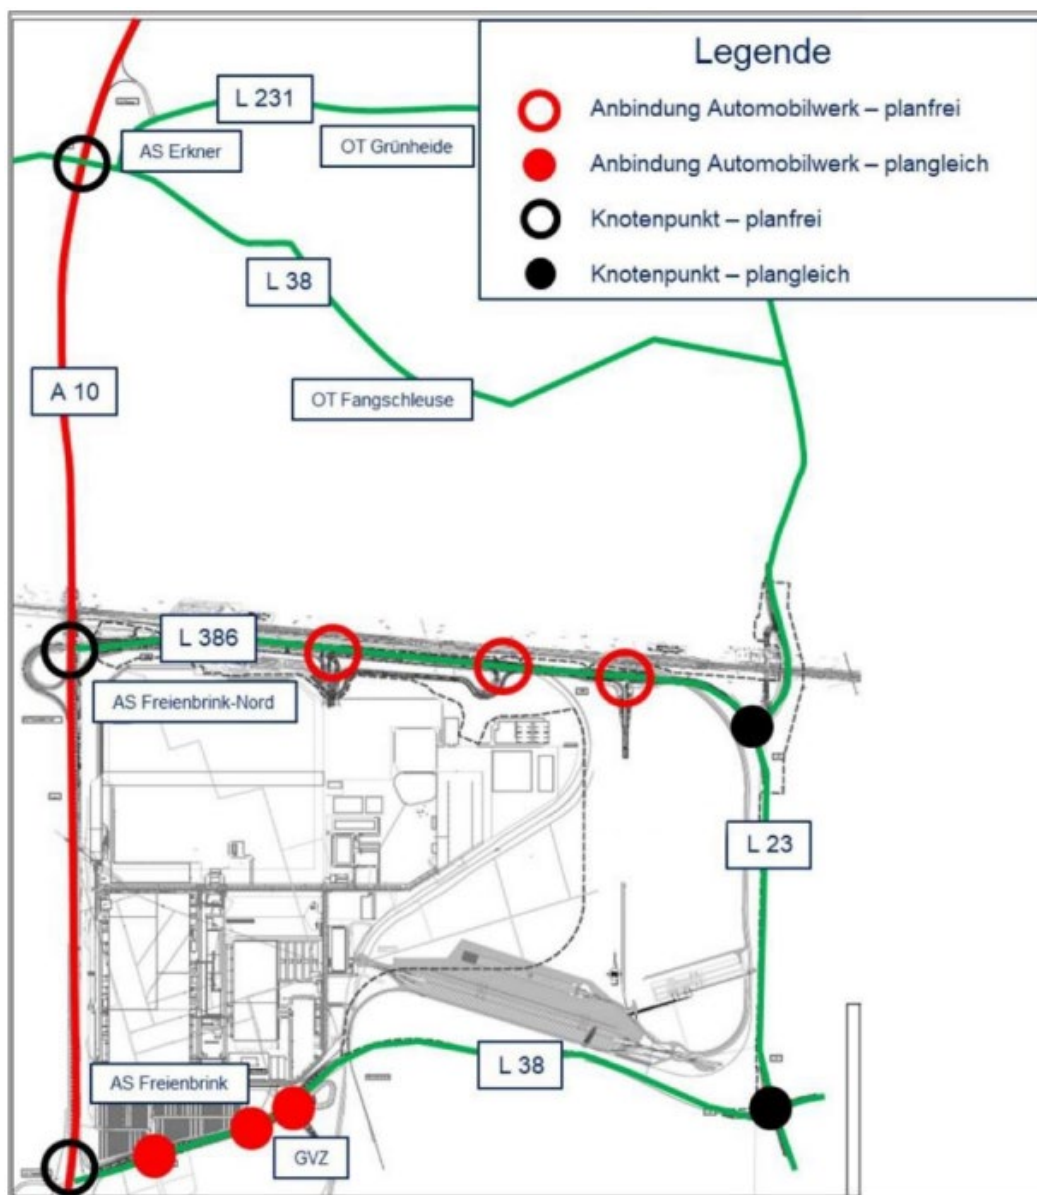 Legende
Anbindung Automobilwerk – planfrei
Anbindung Automobilwerk – plangleich
Knotenpunkt – planfrei
Knotenpunkt – plangleich
L 231
AS Erkner
OT Grünheide
L 38
A 10
OT Fangschleuse
L 386
AS Freienbrink-Nord
L 23
L 38
AS Freienbrink
GVZ